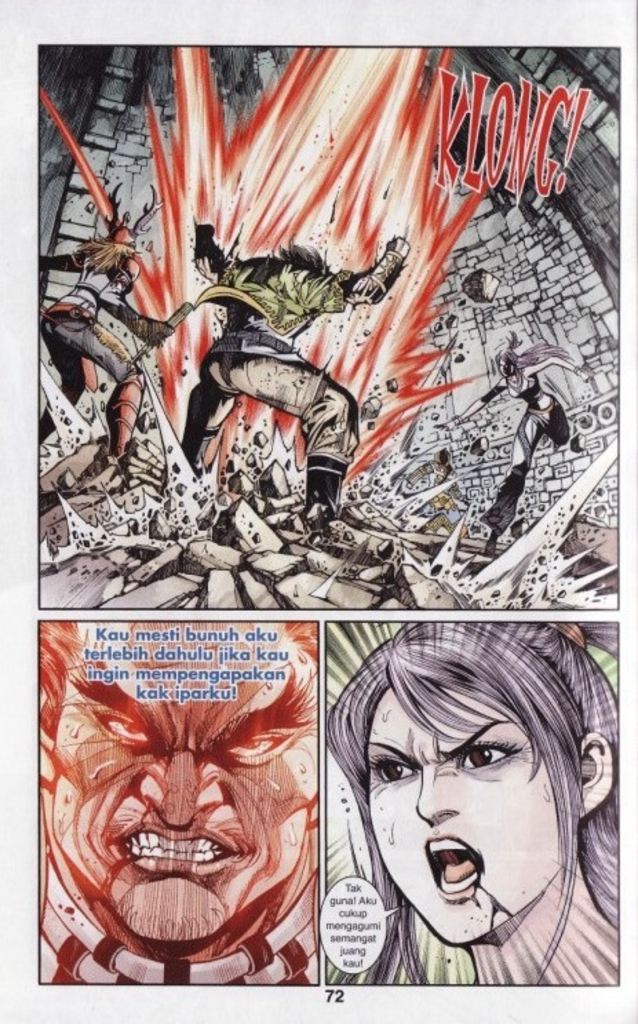 KLONG!
Kau mesti bunuh aku
terlebih dahulu jika kau
ingin mempengapakan
kak iparku!
Tak
guna! Aku
cukup
mengagumi
semangat
juang
kau!
72